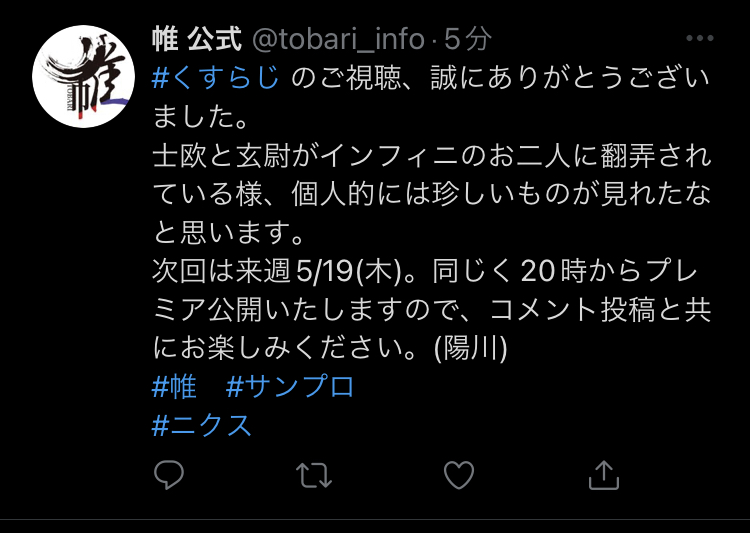 帷 公式 @tobari_info · 5分
#くすらじ のご視聴、誠にありがとうござい
ました。
士欧と玄尉がインフィニのお二人に翻弄され
ている様、個人的には珍しいものが見れたな
と思います。
次回は来週5/19(木)。同じく20時からプレ
ミア公開いたしますので、コメント投稿と共
にお楽しみください。(陽川)
#帷　#サンプロ
#ニクス